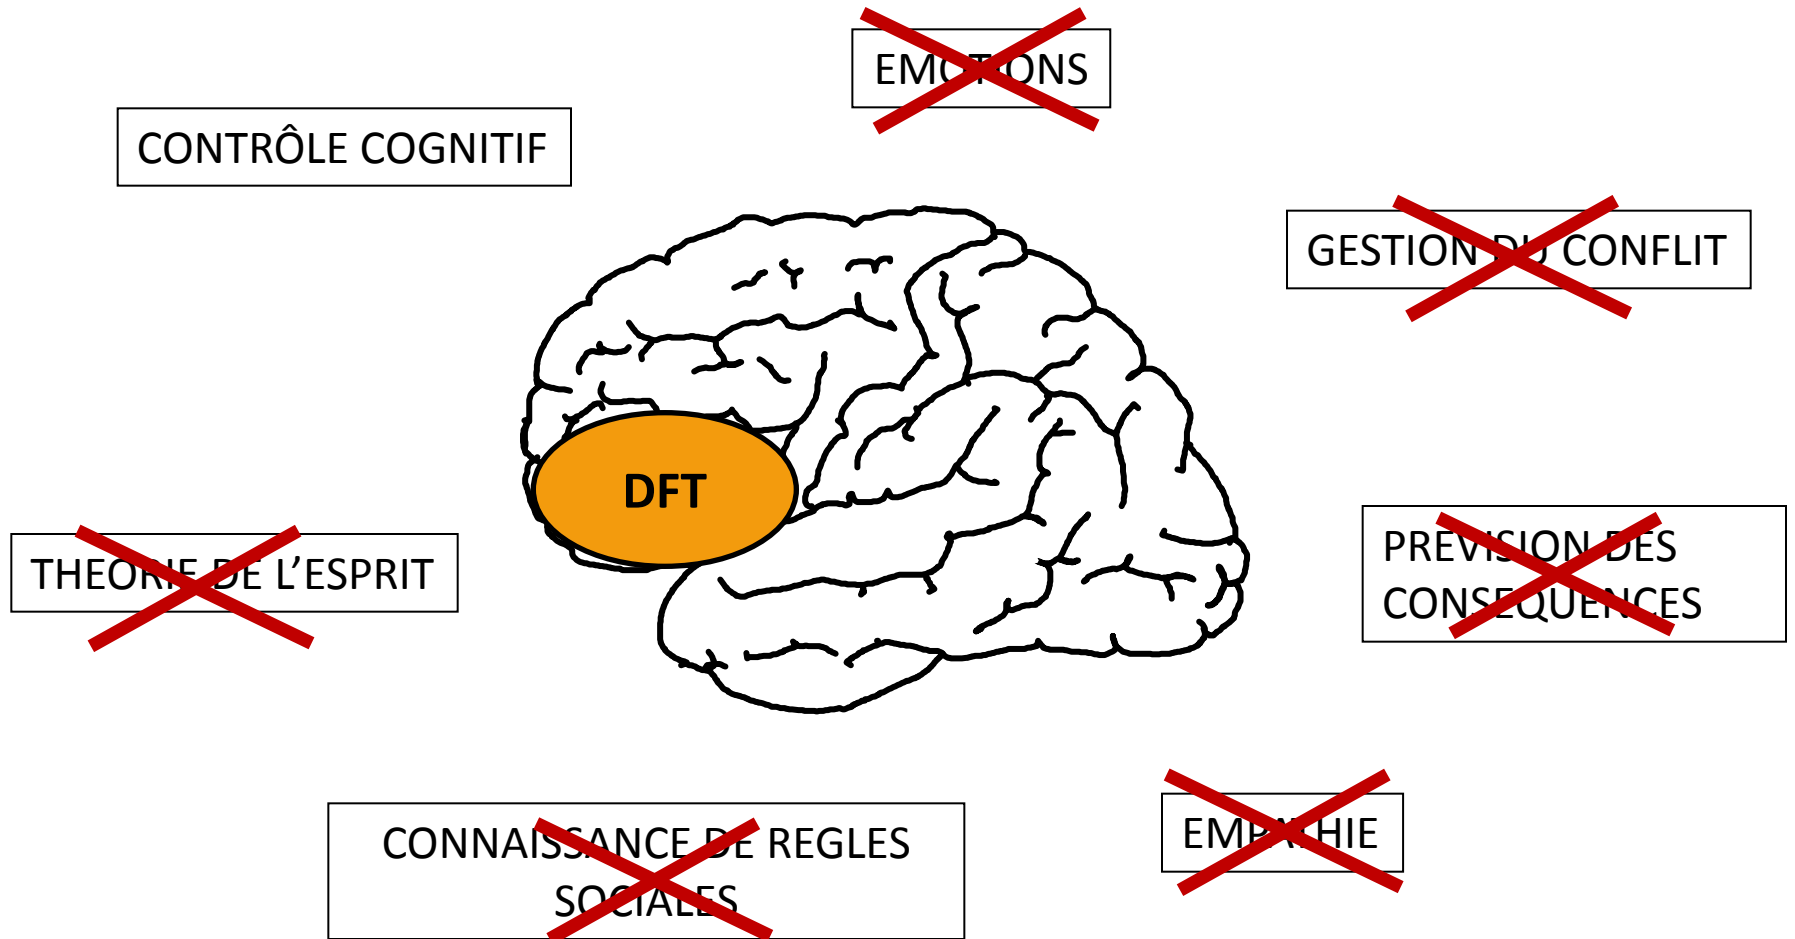 EMOTIONS
CONTRÔLE COGNITIF
GESTION DU CONFLIT
DFT
THEORIE DE L'ESPRIT
PREVISION DES
CONSEQUENCES
CONNAISSANCE DE REGLES
SOCIALES
EMPATHIE